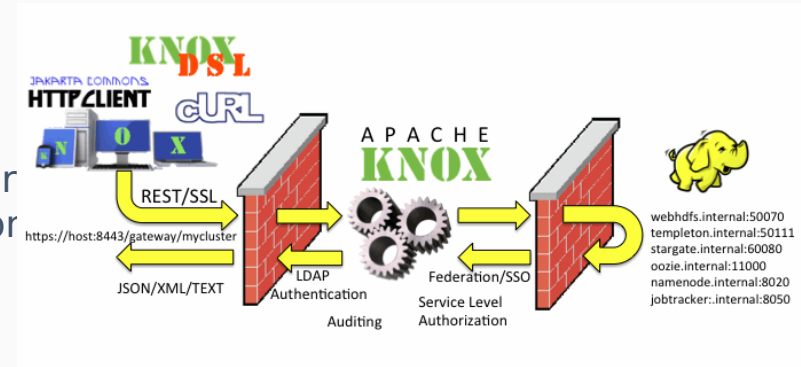 KNOX
DSL
JAKARTA COMMONS
HTTPCLIENT
cURL
N O X
APACHE
KNOX
REST/SSL
https://host:8443/gateway/mycluster
JSON/XML/TEXT
LDAP
Authentication
Auditing
Federation/SSO
Service Level
Authorization
webhdfs.internal:50070
templeton.internal:50111
stargate.internal:60080
oozie.internal:11000
namenode.internal:8020
jobtracker:.internal:8050